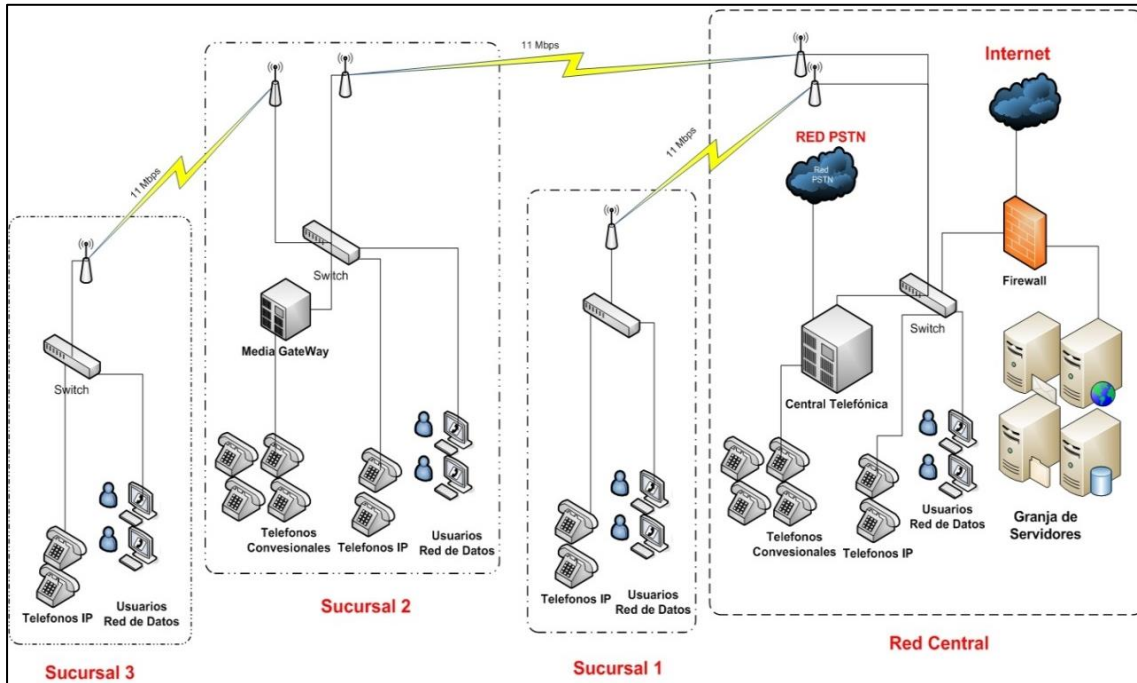 11 Mbps
Internet
RED PSTN
Red
PSTN
11 Mbps
11 Mbps
Switch
Firewall
Media GateWay
Switch
Switch
Central Telefónica
Telefonos IP
Usuarios
Red de Datos
Telefonos
Convesionales
Telefonos IP
Usuarios
Red de Datos
Telefonos IP
Usuarios
Red de Datos
Telefonos
Convesionales
Telefonos IP
Usuarios
Red de Datos
Granja de
Servidores
Sucursal 3
Sucursal 2
Sucursal 1
Red Central